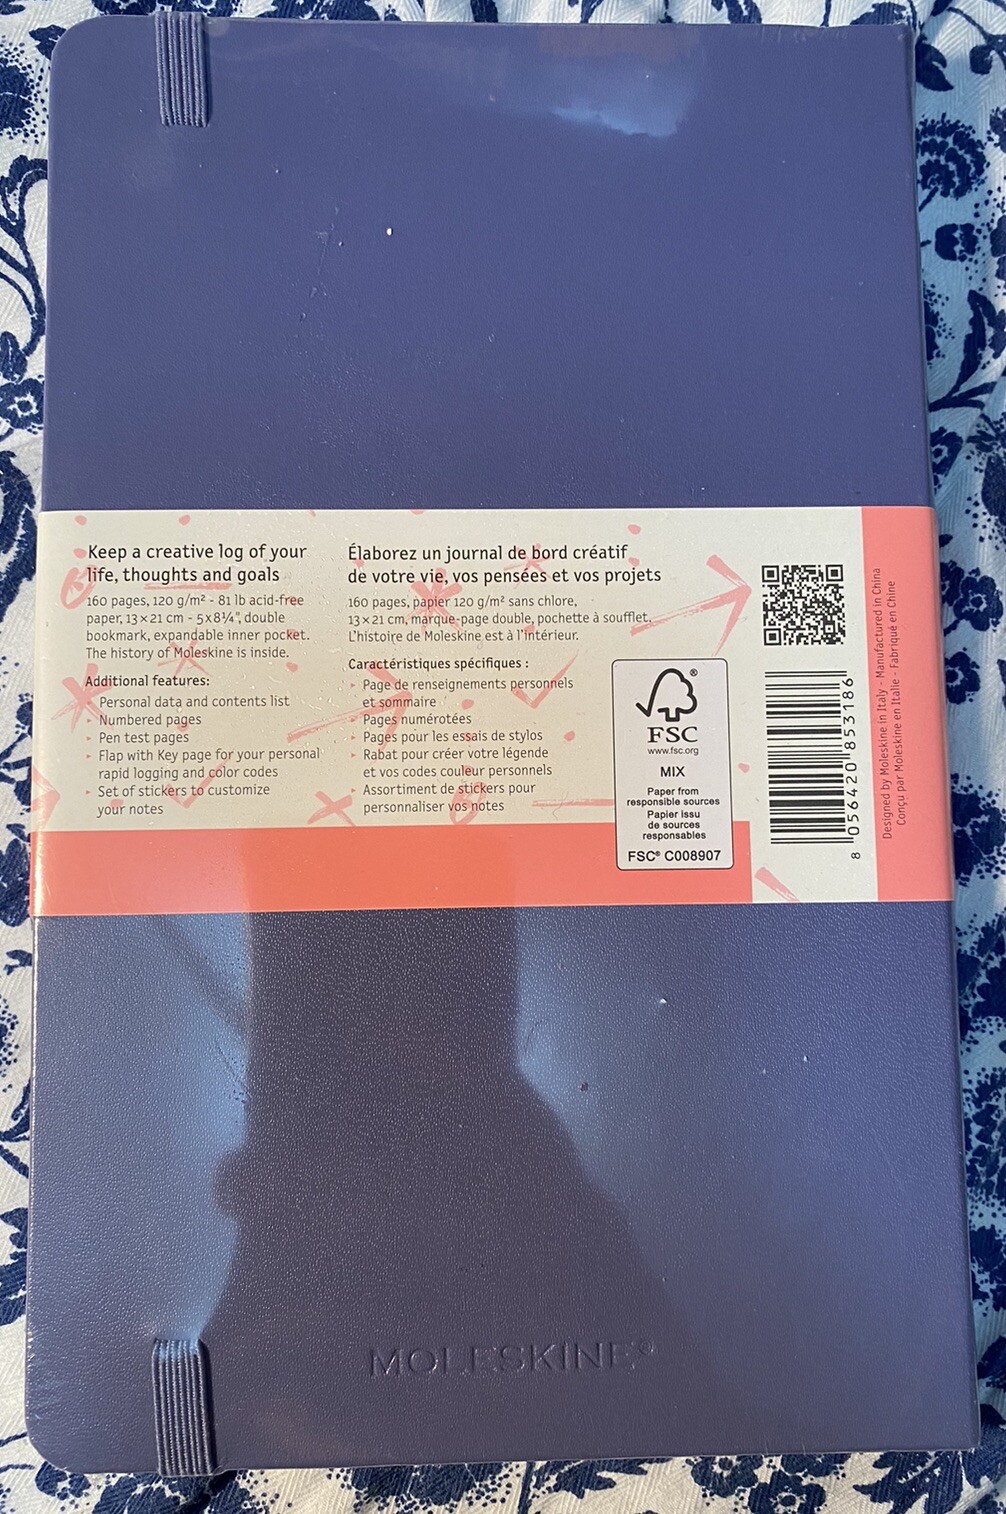 Keep a creative log of your
life, thoughts and goals
160 pages, 120 g/m² - 81 lb acid-free
paper, 13 × 21 cm - 5 x 8¼", double
bookmark, expandable inner pocket.
The history of Moleskine is inside.
Additional features:
Personal data and contents list
- Numbered pages
- Pen test pages
- Flap with Key page for your personal
rapid logging and color codes
- Set of stickers to customize
your notes
Élaborez un journal de bord créatif
de votre vie, vos pensées et vos projets
160 pages, papier 120 g/m² sans chlore,
13 × 21 cm, marque-page double, pochette à soufflet.
L'histoire de Moleskine est à l'intérieur.
Caractéristiques spécifiques :
- Page de renseignements personnels
et sommaire
- Pages numérotées
- Pages pour les essais de stylos
- Rabat pour créer votre légende
et vos codes couleur personnels
- Assortiment de stickers pour
personnaliser vos notes
®
FSC
www.fsc.org
MIX
Paper from
responsible sources
Papier issu
de sources
responsables
FSC® C008907
8 056420 853186
Designed by Moleskine in Italy - Manufactured in China
Conçu par Moleskine en Italie - Fabriqué en Chine
MOLESKINE®